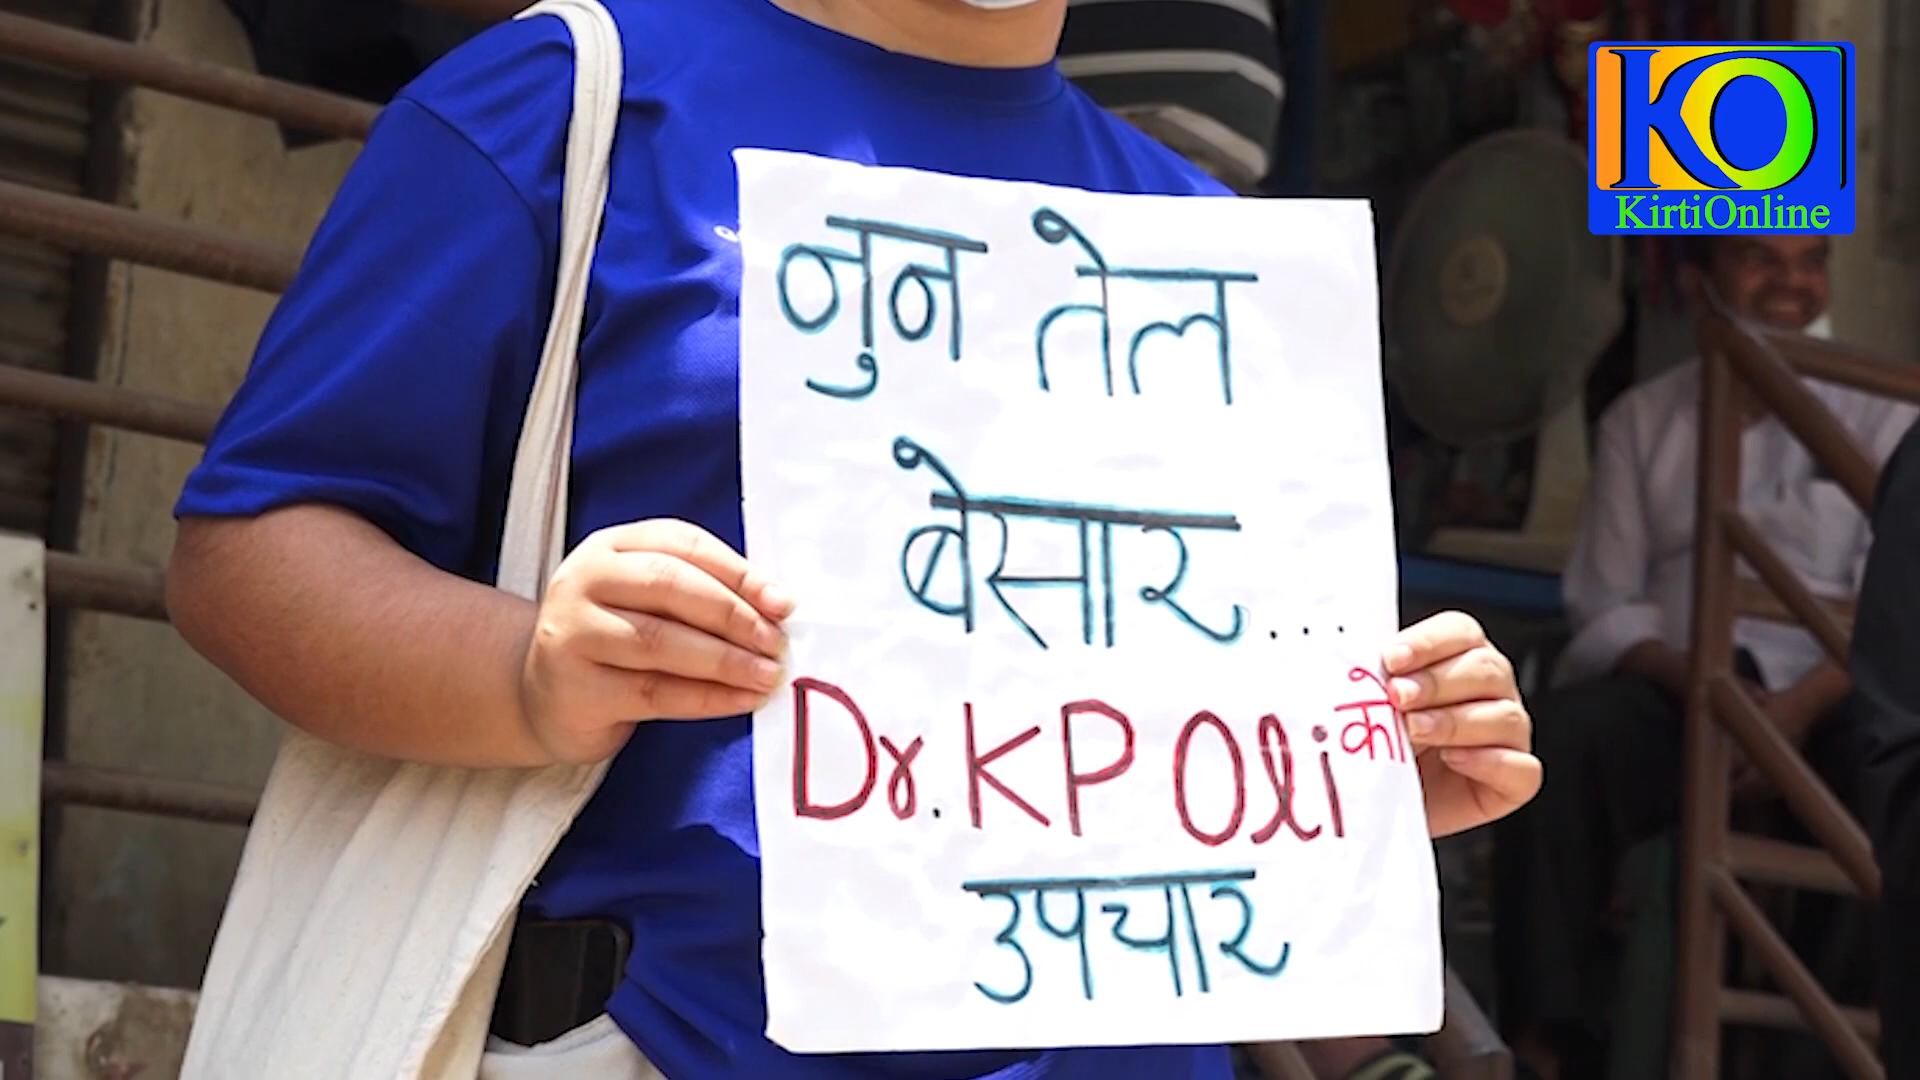 नुन तेल
बेसार...
Dr. KP Oli को
उपचार
KO
KirtiOnline